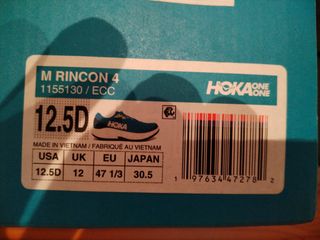 M RINCON 4
1155130 / ECC
HOKA ONE ONE
12.5D
HOKA
MADE IN VIETNAM / FABRIQUÉ AU VIETNAM
USA UK EU JAPAN
12.5D 12 47 1/3 30.5
1 97634 47278 2